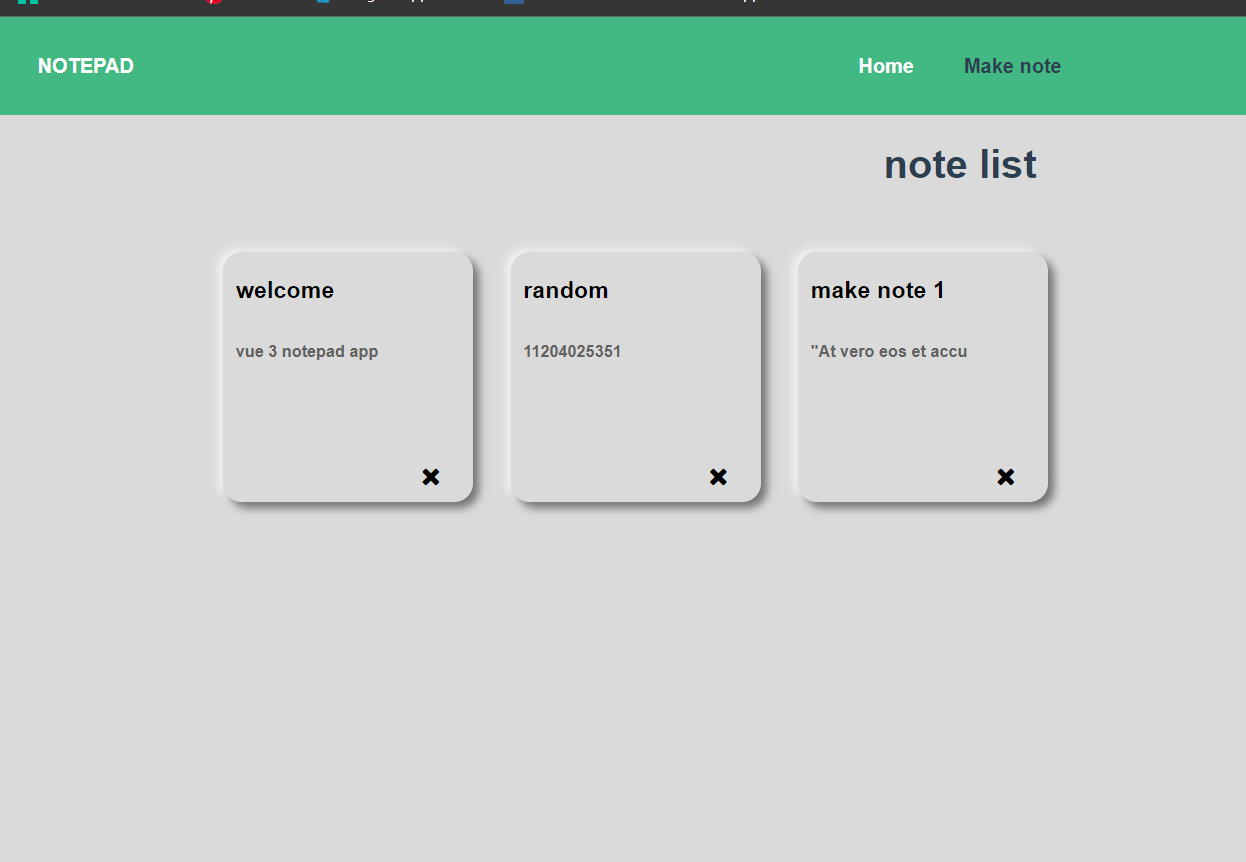 NOTEPAD
Home
Make note
note list
welcome
vue 3 notepad app
random
11204025351
make note 1
"At vero eos et accu